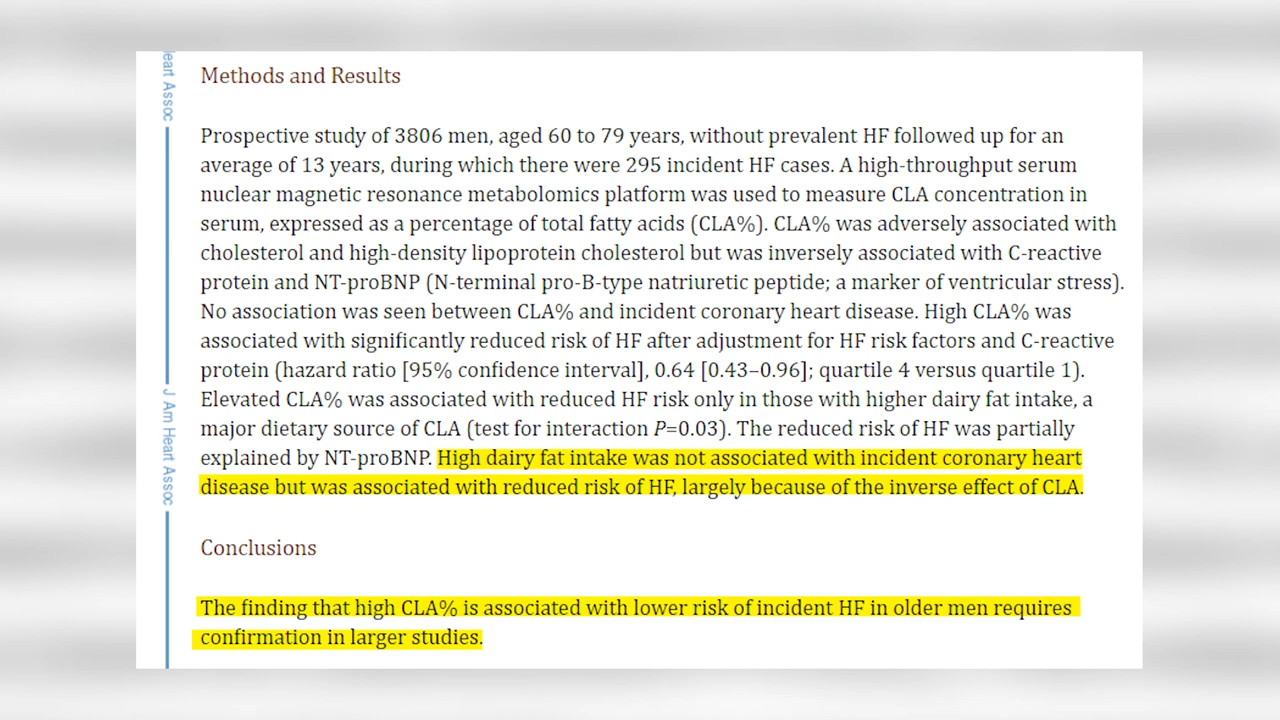 eart Assoc
J Am Heart Assoc
Methods and Results
Prospective study of 3806 men, aged 60 to 79 years, without prevalent HF followed up for an
average of 13 years, during which there were 295 incident HF cases. A high-throughput serum
nuclear magnetic resonance metabolomics platform was used to measure CLA concentration in
serum, expressed as a percentage of total fatty acids (CLA%). CLA% was adversely associated with
cholesterol and high-density lipoprotein cholesterol but was inversely associated with C-reactive
protein and NT-proBNP (N-terminal pro-B-type natriuretic peptide; a marker of ventricular stress).
No association was seen between CLA% and incident coronary heart disease. High CLA% was
associated with significantly reduced risk of HF after adjustment for HF risk factors and C-reactive
protein (hazard ratio [95% confidence interval], 0.64 [0.43–0.96]; quartile 4 versus quartile 1).
Elevated CLA% was associated with reduced HF risk only in those with higher dairy fat intake, a
major dietary source of CLA (test for interaction P=0.03). The reduced risk of HF was partially
explained by NT-proBNP. High dairy fat intake was not associated with incident coronary heart
disease but was associated with reduced risk of HF, largely because of the inverse effect of CLA.
Conclusions
The finding that high CLA% is associated with lower risk of incident HF in older men requires
confirmation in larger studies.